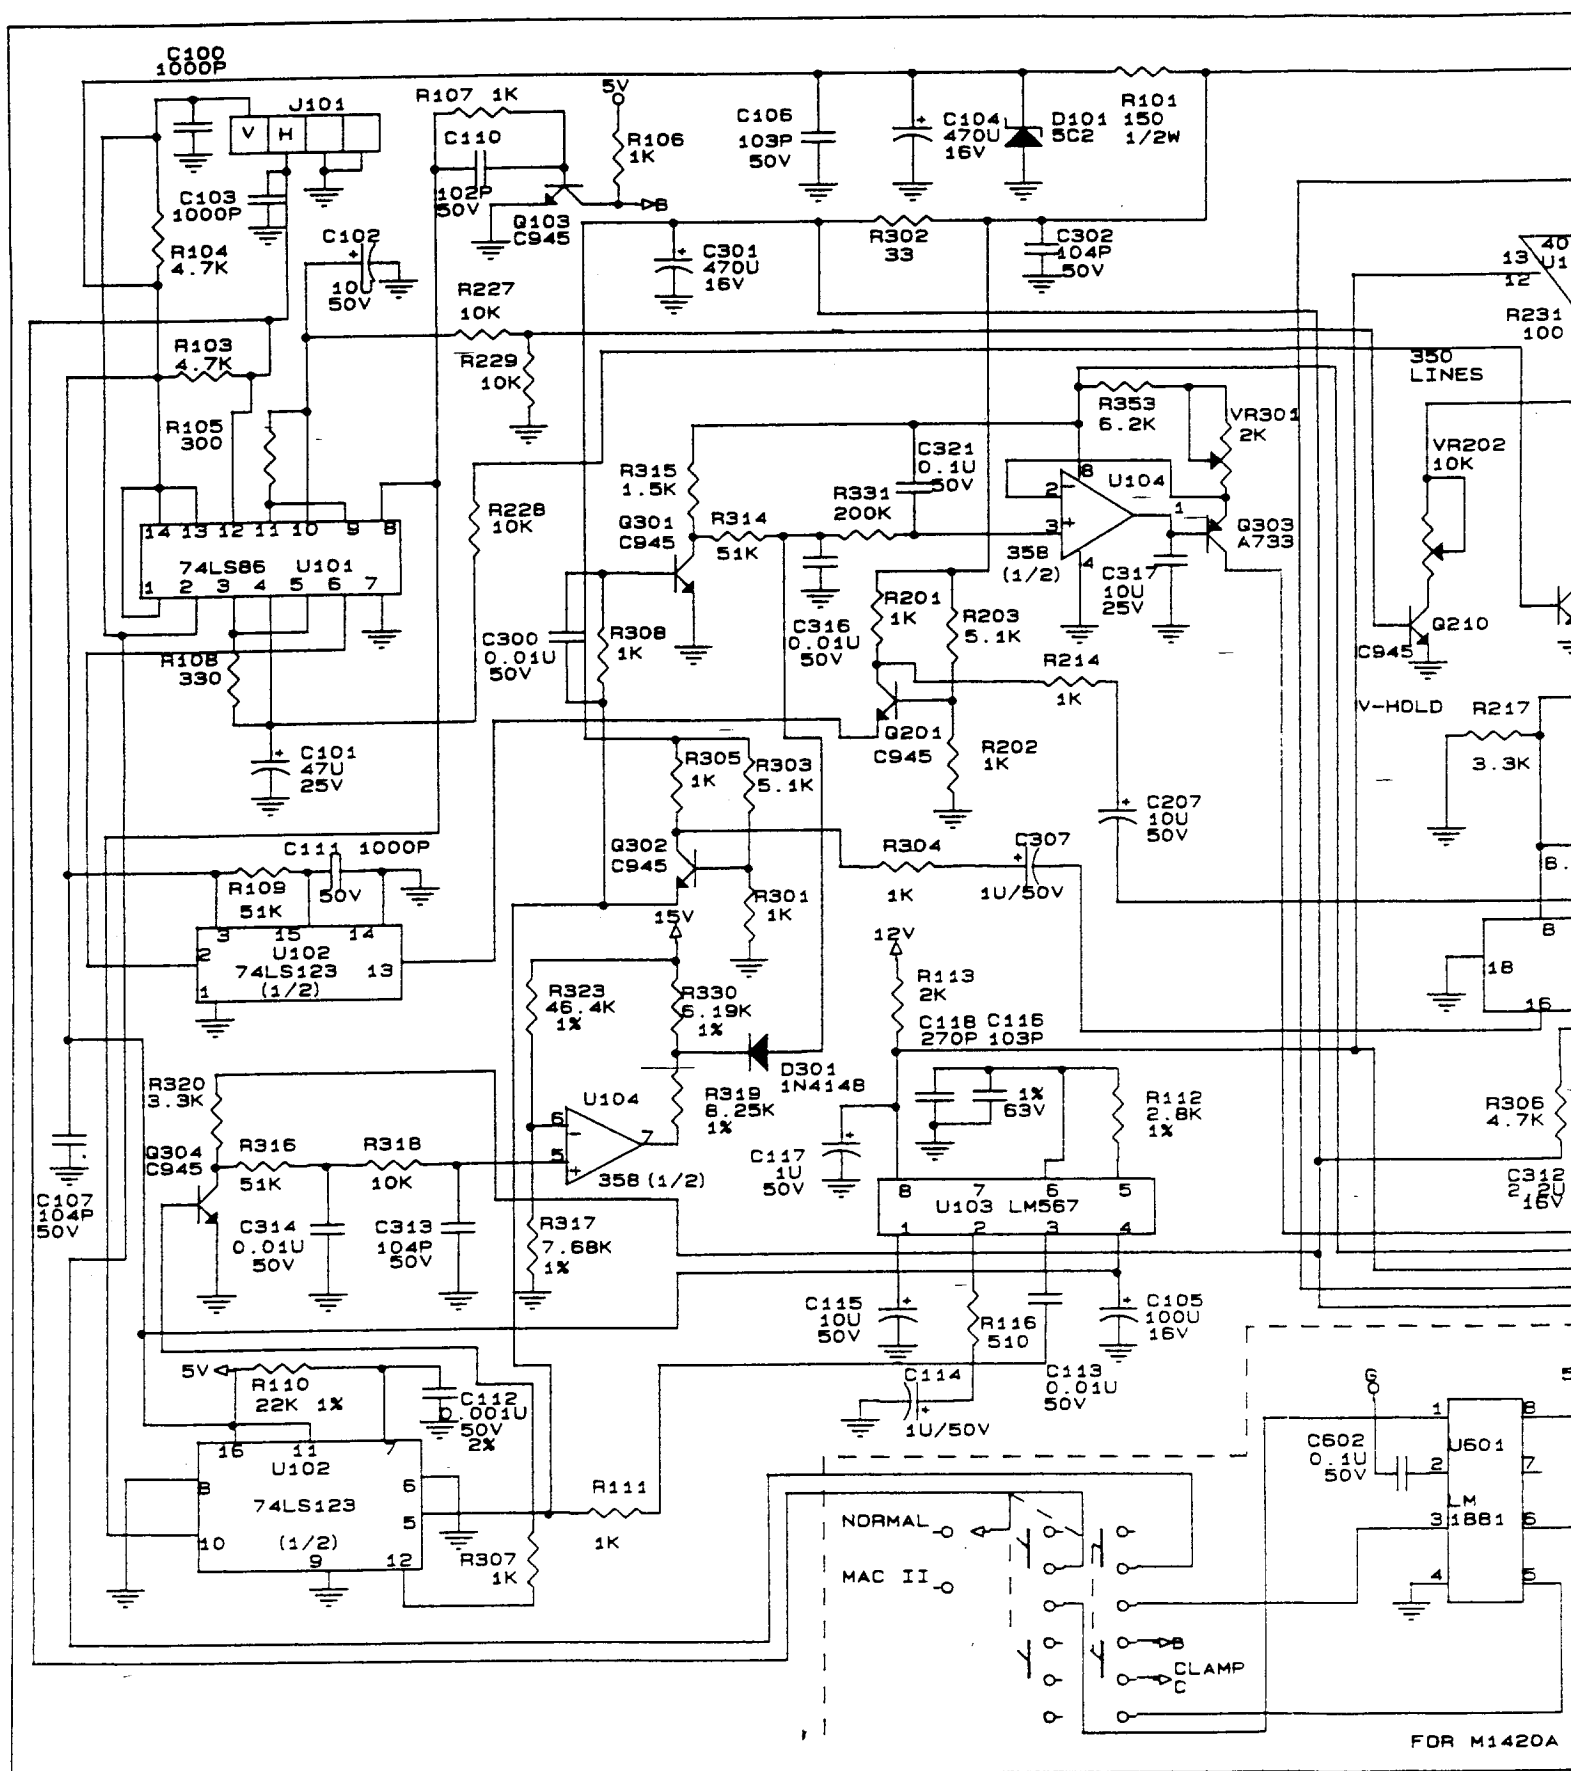 C100
1000P
J101
V H
C103
1000P
R104
4.7K
C102
10U
50V
R107 1K
C110
102P
50V
Q103
C945
5V
R106
1K
B
C106
103P
50V
C104
470U
16V
D101
5C2
R101
150
1/2W
C301
470U
16V
R302
33
C302
104P
50V
13
12
40
U1
R231
100
R227
10K
R229
10K
R103
4.7K
R105
300
350
LINES
R353
6.2K
VR301
2K
VR202
10K
C321
0.1U
50V
R315
1.5K
R331
200K
R228
10K
Q301
C945
R314
51K
8
2
3
1
4
U104
358
(1/2)
Q303
A733
C317
10U
25V
14 13 12 11 10 9 8
74LS86 U101
1 2 3 4 5 6 7
R108
330
C300
0.01U
50V
R308
1K
C316
0.01U
50V
R201
1K
R203
5.1K
R214
1K
Q210
C945
V-HOLD
R217
3.3K
C101
47U
25V
Q201
C945
R202
1K
R305
1K
R303
5.1K
C207
10U
50V
C111 1000P
50V
R109
51K
Q302
C945
R301
1K
R304
1K
C307
1U/50V
8.
3 15 14
2
U102
74LS123
(1/2)
13
1
15V
12V
R113
2K
8
18
16
R323
46.4K
1%
R330
6.19K
1%
C118
270P
C116
103P
1%
63V
D301
1N4148
R320
3.3K
U104
R319
8.25K
1%
R112
2.8K
1%
R306
4.7K
Q304
C945
R316
51K
R318
10K
6
5
7
358 (1/2)
C117
1U
50V
8 7 6 5
U103 LM567
1 2 3 4
C312
2.2U
16V
C107
104P
50V
C314
0.01U
50V
C313
104P
50V
R317
7.68K
1%
C115
10U
50V
R116
510
C105
100U
16V
5V
R110
22K 1%
C112
0.001U
50V
2%
C114
1U/50V
C113
0.01U
50V
G
5
16 11 7
U102
8
6
74LS123
5
10
(1/2)
9 12
R307
1K
R111
1K
C602
0.1U
50V
1 8
U601
2 7
LM
1881
3 6
4 5
NORMAL
MAC II
B
CLAMP
C
FOR M1420A